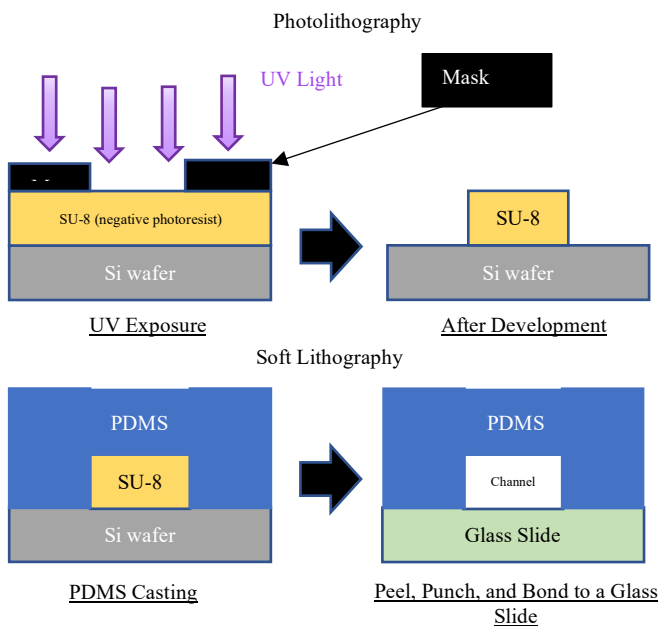 Photolithography
UV Light
Mask
SU-8 (negative photoresist)
Si wafer
UV Exposure
SU-8
Si wafer
After Development
Soft Lithography
PDMS
SU-8
Si wafer
PDMS Casting
PDMS
Channel
Glass Slide
Peel, Punch, and Bond to a Glass
Slide